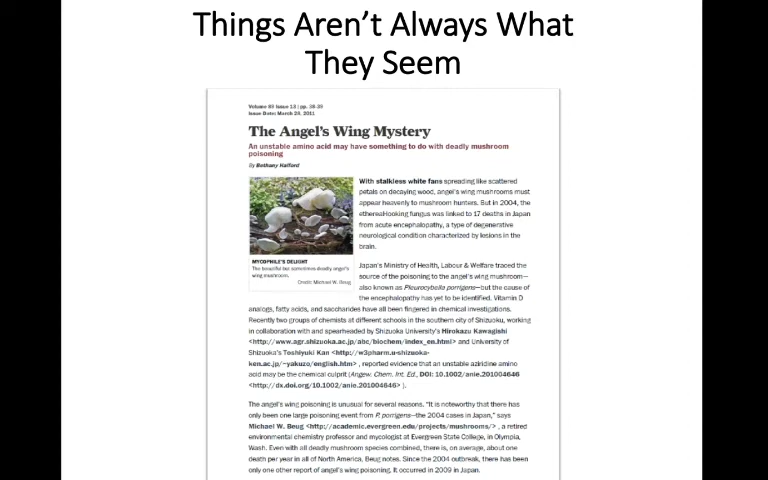 Things Aren't Always What
They Seem
Volume 89 Issue 13 | pp. 38-39
Issue Date: March 28, 2011
The Angel's Wing Mystery
An unstable amino acid may have something to do with deadly mushroom
poisoning
By Bethany Halford
With stalkless white fans spreading like scattered
petals on decaying wood, angel's wing mushrooms must
appear heavenly to mushroom hunters. But in 2004, the
ethereal-looking fungus was linked to 17 deaths in Japan
from acute encephalopathy, a type of degenerative
neurological condition characterized by lesions in the
brain.
MYCOPHILE'S DELIGHT
The beautiful but sometimes deadly angel's
wing mushroom.
Credit: Michael W. Beug
Japan's Ministry of Health, Labour & Welfare traced the
source of the poisoning to the angel's wing mushroom—
also known as Pleurocybella porrigens—but the cause of
the encephalopathy has yet to be identified. Vitamin D
analogs, fatty acids, and saccharides have all been fingered in chemical investigations.
Recently two groups of chemists at different schools in the southern city of Shizuoku, working
in collaboration with and spearheaded by Shizuoka University's Hirokazu Kawagishi
<http://www.agr.shizuoka.ac.jp/abc/biochem/index_en.html> and University of
Shizuoka's Toshiyuki Kan <http://w3pharm.u-shizuoka-
ken.ac.jp/~yakuzo/english.htm> , reported evidence that an unstable aziridine amino
acid may be the chemical culprit (Angew. Chem. Int. Ed., DOI: 10.1002/anie.201004646
<http://dx.doi.org/10.1002/anie.201004646> ).
The angel's wing poisoning is unusual for several reasons. "It is noteworthy that there has
only been one large poisoning event from P. porrigens—the 2004 cases in Japan," says
Michael W. Beug <http://academic.evergreen.edu/projects/mushrooms/> , a retired
environmental chemistry professor and mycologist at Evergreen State College, in Olympia,
Wash. Even with all deadly mushroom species combined, there is, on average, about one
death per year in all of North America, Beug notes. Since the 2004 outbreak, there has been
only one other report of angel's wing poisoning. It occurred in 2009 in Japan.